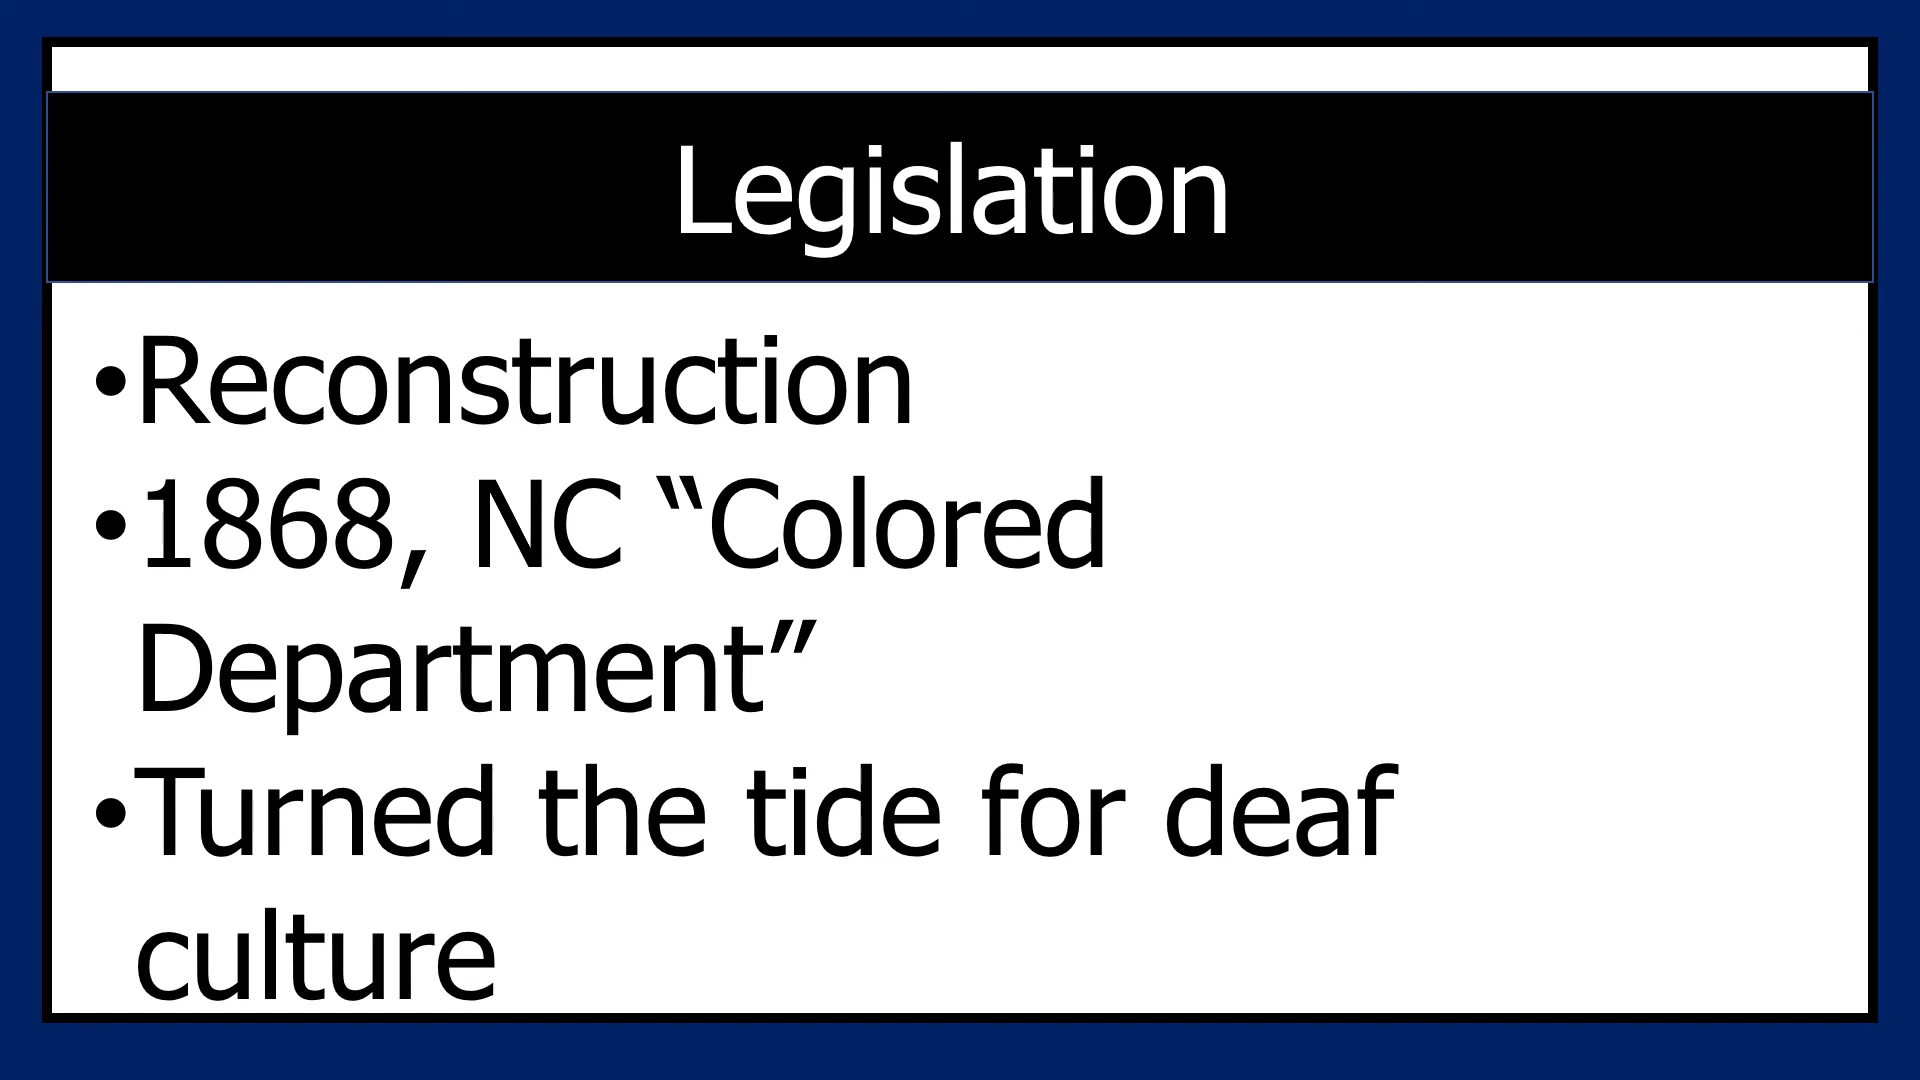 Legislation
•Reconstruction
•1868, NC “Colored
Department”
•Turned the tide for deaf
culture